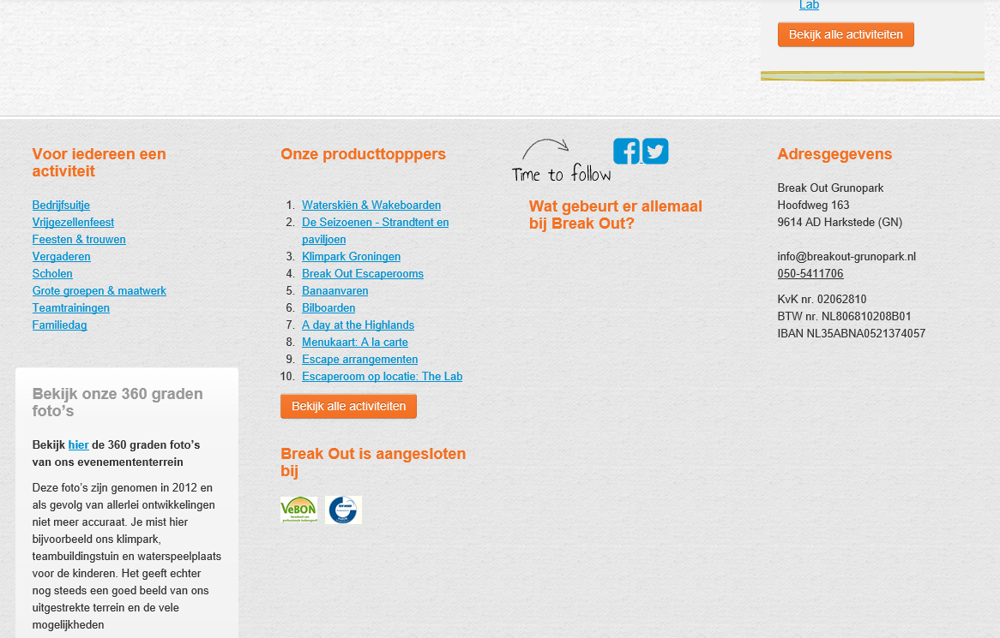 Lab
Bekijk alle activiteiten
Voor iedereen een
activiteit
Bedrijfsuitje
Vrijgezellenfeest
Feesten & trouwen
Vergaderen
Scholen
Grote groepen & maatwerk
Teamtrainingen
Familiedag
Bekijk onze 360 graden
foto's
Bekijk hier de 360 graden foto's
van ons evenemententerrein
Deze foto's zijn genomen in 2012 en
als gevolg van allerlei ontwikkelingen
niet meer accuraat. Je mist hier
bijvoorbeeld ons klimpark,
teambuildingstuin en waterspeelplaats
voor de kinderen. Het geeft echter
nog steeds een goed beeld van ons
uitgestrekte terrein en de vele
mogelijkheden
Onze producttopppers
1. Waterskiën & Wakeboarden
2. De Seizoenen - Strandtent en
paviljoen
3. Klimpark Groningen
4. Break Out Escaperooms
5. Banaanvaren
6. Bilboarden
7. A day at the Highlands
8. Menukaart: A la carte
9. Escape arrangementen
10. Escaperoom op locatie: The Lab
Bekijk alle activiteiten
Break Out is aangesloten
bij
VeBON
Time to follow
Wat gebeurt er allemaal
bij Break Out?
Adresgegevens
Break Out Grunopark
Hoofdweg 163
9614 AD Harkstede (GN)
info@breakout-grunopark.nl
050-5411706
KvK nr. 02062810
BTW nr. NL806810208B01
IBAN NL35ABNA0521374057